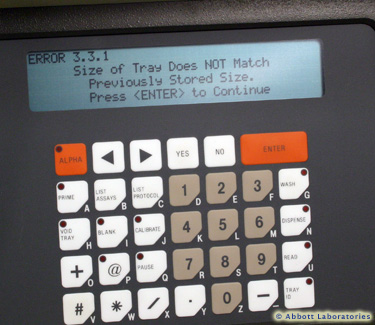 ERROR 3.3.1
Size of Tray Does NOT Match
Previously Stored Size.
Press <ENTER> to Continue
ALPHA ◀ ▶ YES NO ENTER
PRIME A LIST ASSAYS B LIST PROTOCOL C 1 D 2 E 3 F WASH G
VOID TRAY H BLANK I CALIBRATE J 4 K 5 L 6 M DISPENSE N
+ O @ P PAUSE Q 7 R 8 S 9 T READ U
# V * W / X . Y 0 Z – TRAY ID
© Abbott Laboratories